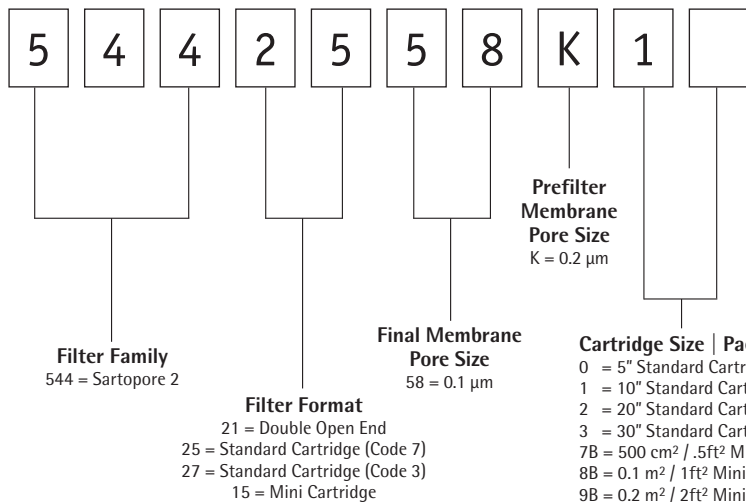 5 4 4 2 5 5 8 K 1
Prefilter
Membrane
Pore Size
K = 0.2 µm
Filter Family
544 = Sartopore 2
Final Membrane
Pore Size
58 = 0.1 µm
Filter Format
21 = Double Open End
25 = Standard Cartridge (Code 7)
27 = Standard Cartridge (Code 3)
15 = Mini Cartridge
Cartridge Size |
0 = 5" Standard
1 = 10" Standard
2 = 20" Standard
3 = 30" Standard
7B = 500 cm² / .5ft²
8B = 0.1 m² / 1ft² Mini
9B = 0.2 m² / 2ft² Mini